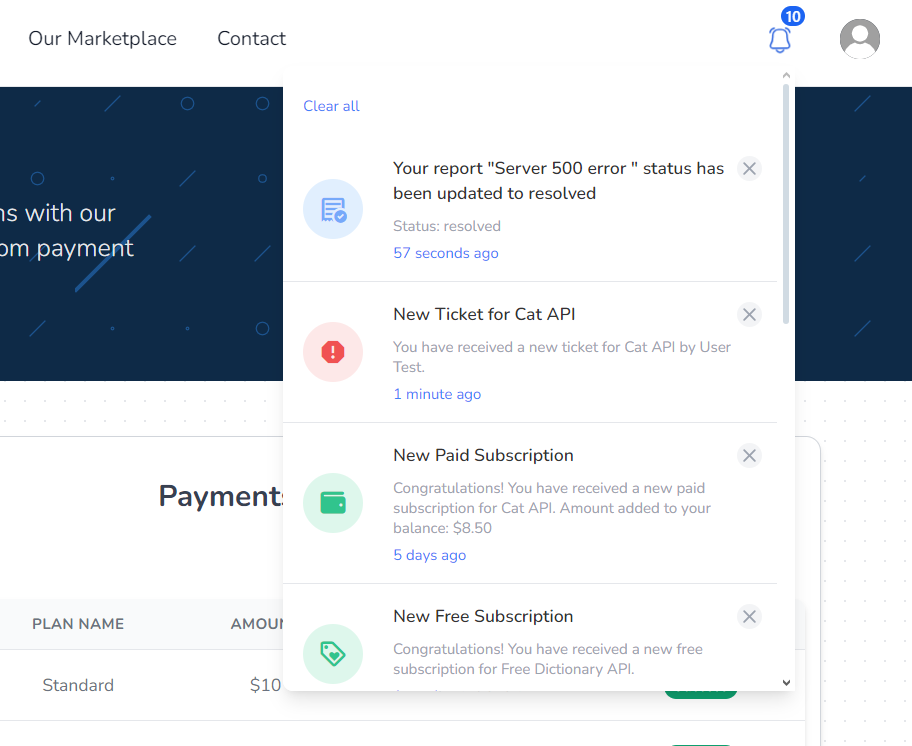 Our Marketplace
Contact
10
Clear all
Your report "Server 500 error " status has
been updated to resolved
Status: resolved
57 seconds ago
New Ticket for Cat API
You have received a new ticket for Cat API by User
Test.
1 minute ago
New Paid Subscription
Congratulations! You have received a new paid
subscription for Cat API. Amount added to your
balance: $8.50
5 days ago
New Free Subscription
Congratulations! You have received a new free
subscription for Free Dictionary API.
with our
payment
Payments
PLAN NAME
Standard
$10